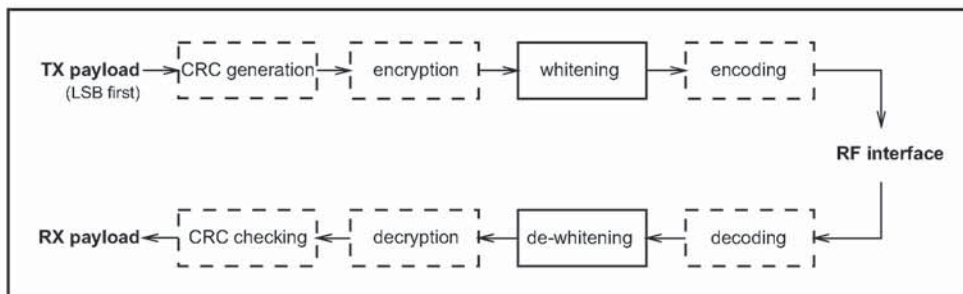 TX payload
(LSB first)
CRC generation
encryption
whitening
encoding
RF interface
RX payload
CRC checking
decryption
de-whitening
decoding